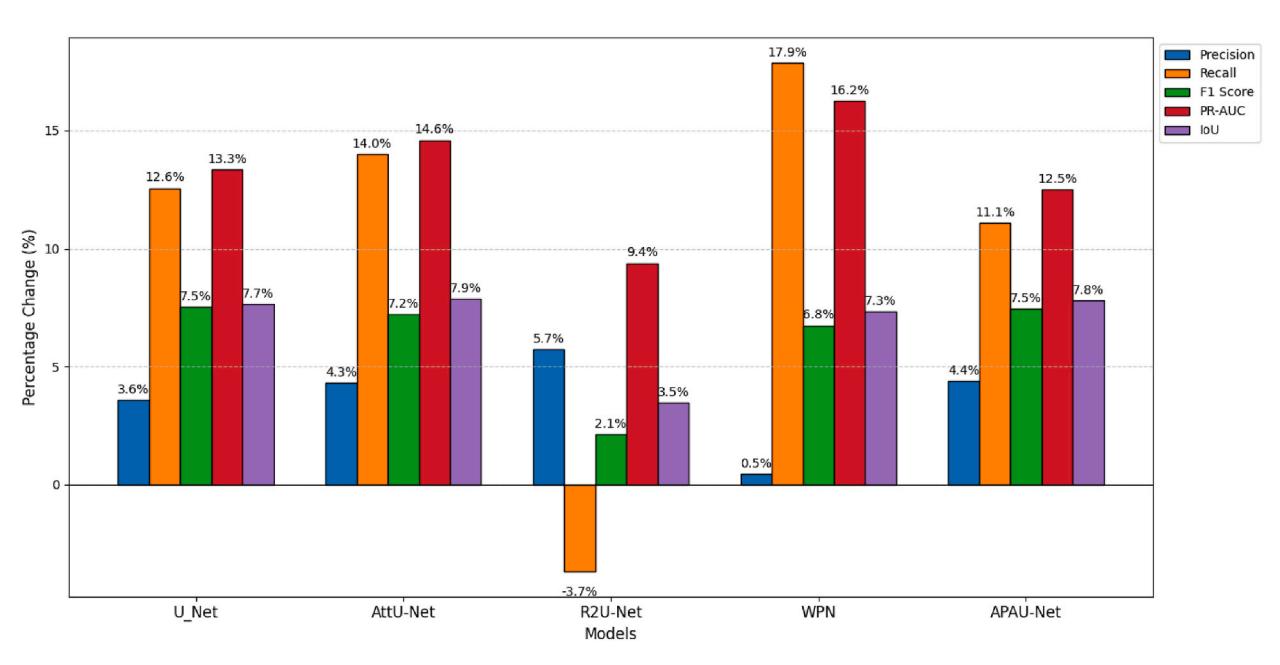 17.9%
16.2%
15
14.6%
14.0%
13.3%
12.6%
12.5%
11.1%
10
9.4%
7.5%
7.7%
7.2%
7.9%
6.8%
7.3%
7.5%
7.8%
5.7%
5
3.6%
4.3%
3.5%
4.4%
2.1%
0.5%
0
-3.7%
Percentage Change (%)
U_Net
AttU-Net
R2U-Net
WPN
APAU-Net
Models
Precision
Recall
F1 Score
PR-AUC
IoU